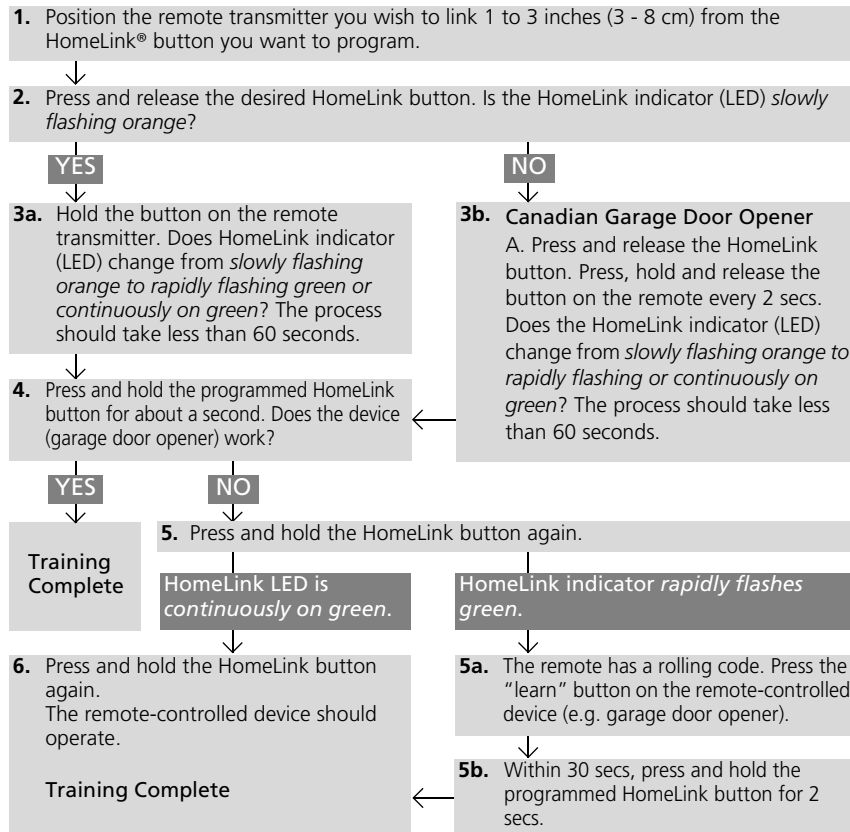 1. Position the remote transmitter you wish to link 1 to 3 inches (3 - 8 cm) from the
HomeLink® button you want to program.
2. Press and release the desired HomeLink button. Is the HomeLink indicator (LED) slowly
flashing orange?
YES
NO
3a. Hold the button on the remote
transmitter. Does HomeLink indicator
(LED) change from slowly flashing
orange to rapidly flashing green or
continuously on green? The process
should take less than 60 seconds.
3b. Canadian Garage Door Opener
A. Press and release the HomeLink
button. Press, hold and release the
button on the remote every 2 secs.
Does the HomeLink indicator (LED)
change from slowly flashing orange to
rapidly flashing or continuously on
green? The process should take less
than 60 seconds.
4. Press and hold the programmed HomeLink
button for about a second. Does the device
(garage door opener) work?
YES
NO
Training
Complete
5. Press and hold the HomeLink button again.
HomeLink LED is
continuously on green.
HomeLink indicator rapidly flashes
green.
6. Press and hold the HomeLink button
again.
The remote-controlled device should
operate.
Training Complete
5a. The remote has a rolling code. Press the
“learn” button on the remote-controlled
device (e.g. garage door opener).
5b. Within 30 secs, press and hold the
programmed HomeLink button for 2
secs.